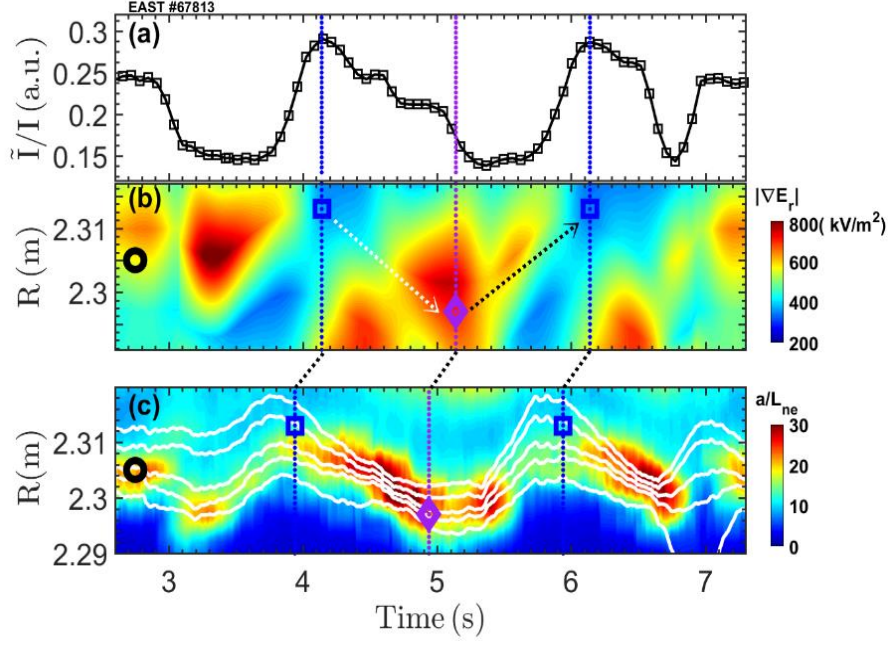 EAST #67813
(a)
Ĩ/I (a.u.)
0.3
0.25
0.2
0.15
(b)
R (m)
2.31
2.3
|∇E_r|
800( kV/m²)
600
400
200
(c)
R(m)
2.31
2.3
2.29
a/L_ne
30
20
10
0
3 4 5 6 7
Time (s)